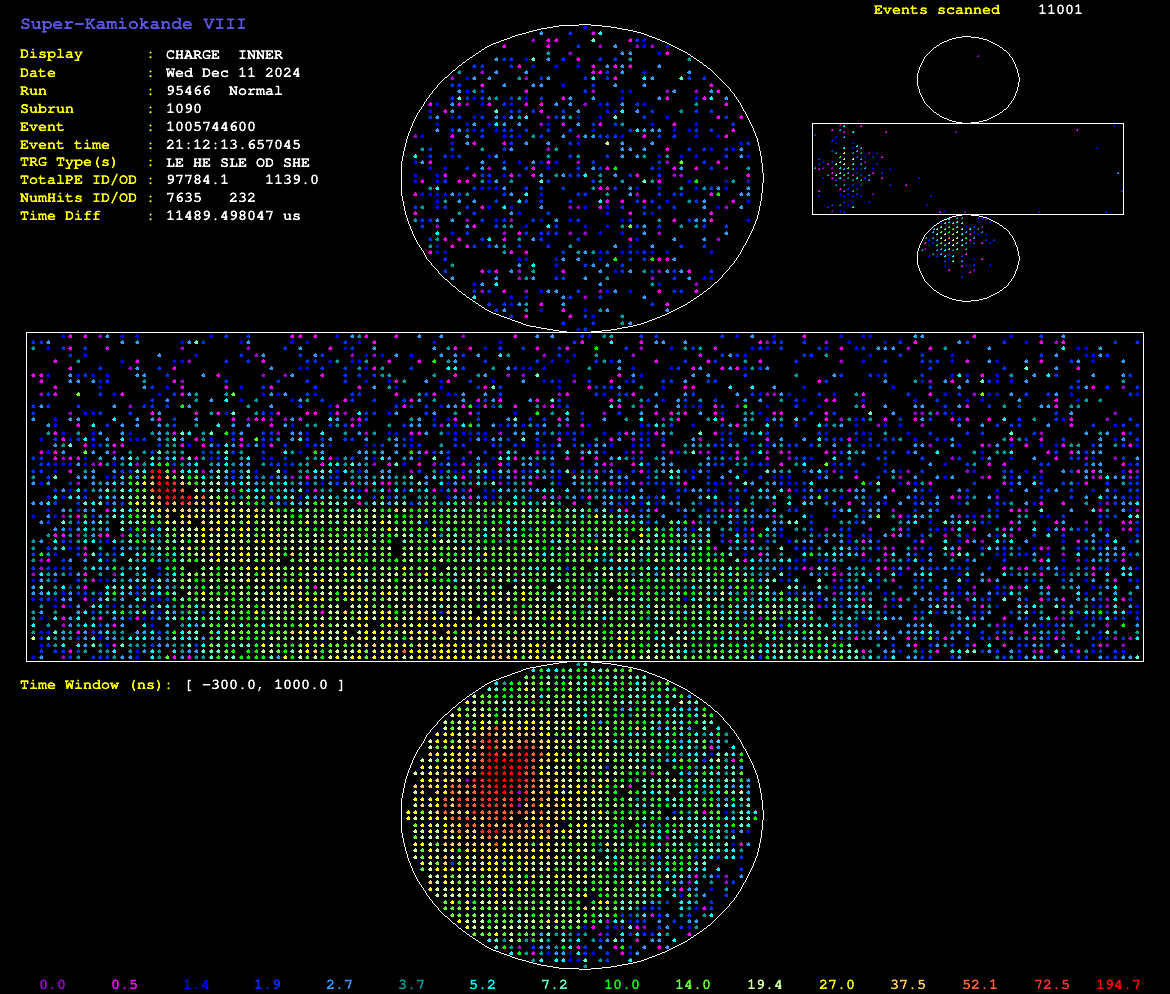 Super-Kamiokande VIII
Events scanned 11001
Display : CHARGE INNER
Date : Wed Dec 11 2024
Run : 95466 Normal
Subrun : 1090
Event : 1005744600
Event time : 21:12:13.657045
TRG Type(s) : LE HE SLE OD SHE
TotalPE ID/OD : 97784.1 1139.0
NumHits ID/OD : 7635 232
Time Diff : 11489.498047 us
Time Window (ns): [ −300.0, 1000.0 ]
0.0 0.5 1.4 1.9 2.7 3.7 5.2 7.2 10.0 14.0 19.4 27.0 37.5 52.1 72.5 194.7